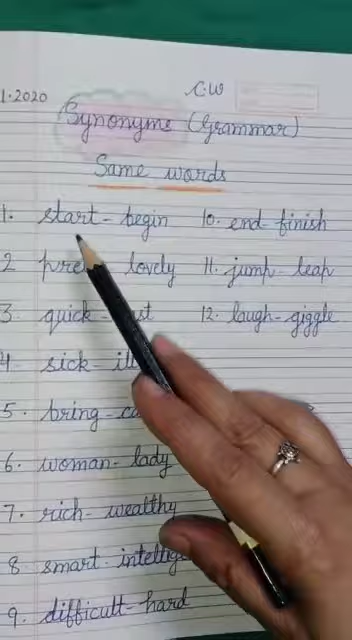 1.2020
C.W
Synonyms (Grammar)
Same words
1. start - begin
2 lovely
3. quick -
4. sick - ill
5. bring -
6. woman - lady
7. rich - wealthy
8 smart -
9. difficult - hard
10. end - finish
11. jump - leap
12. laugh - giggle